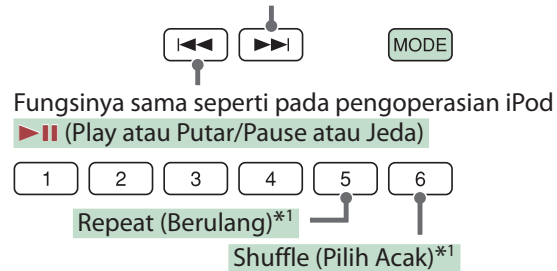 MODE
Fungsinya sama seperti pada pengoperasian iPod
►II (Play atau Putar/Pause atau Jeda)
1 2 3 4 5 6
Repeat (Berulang)*1
Shuffle (Pilih Acak)*1